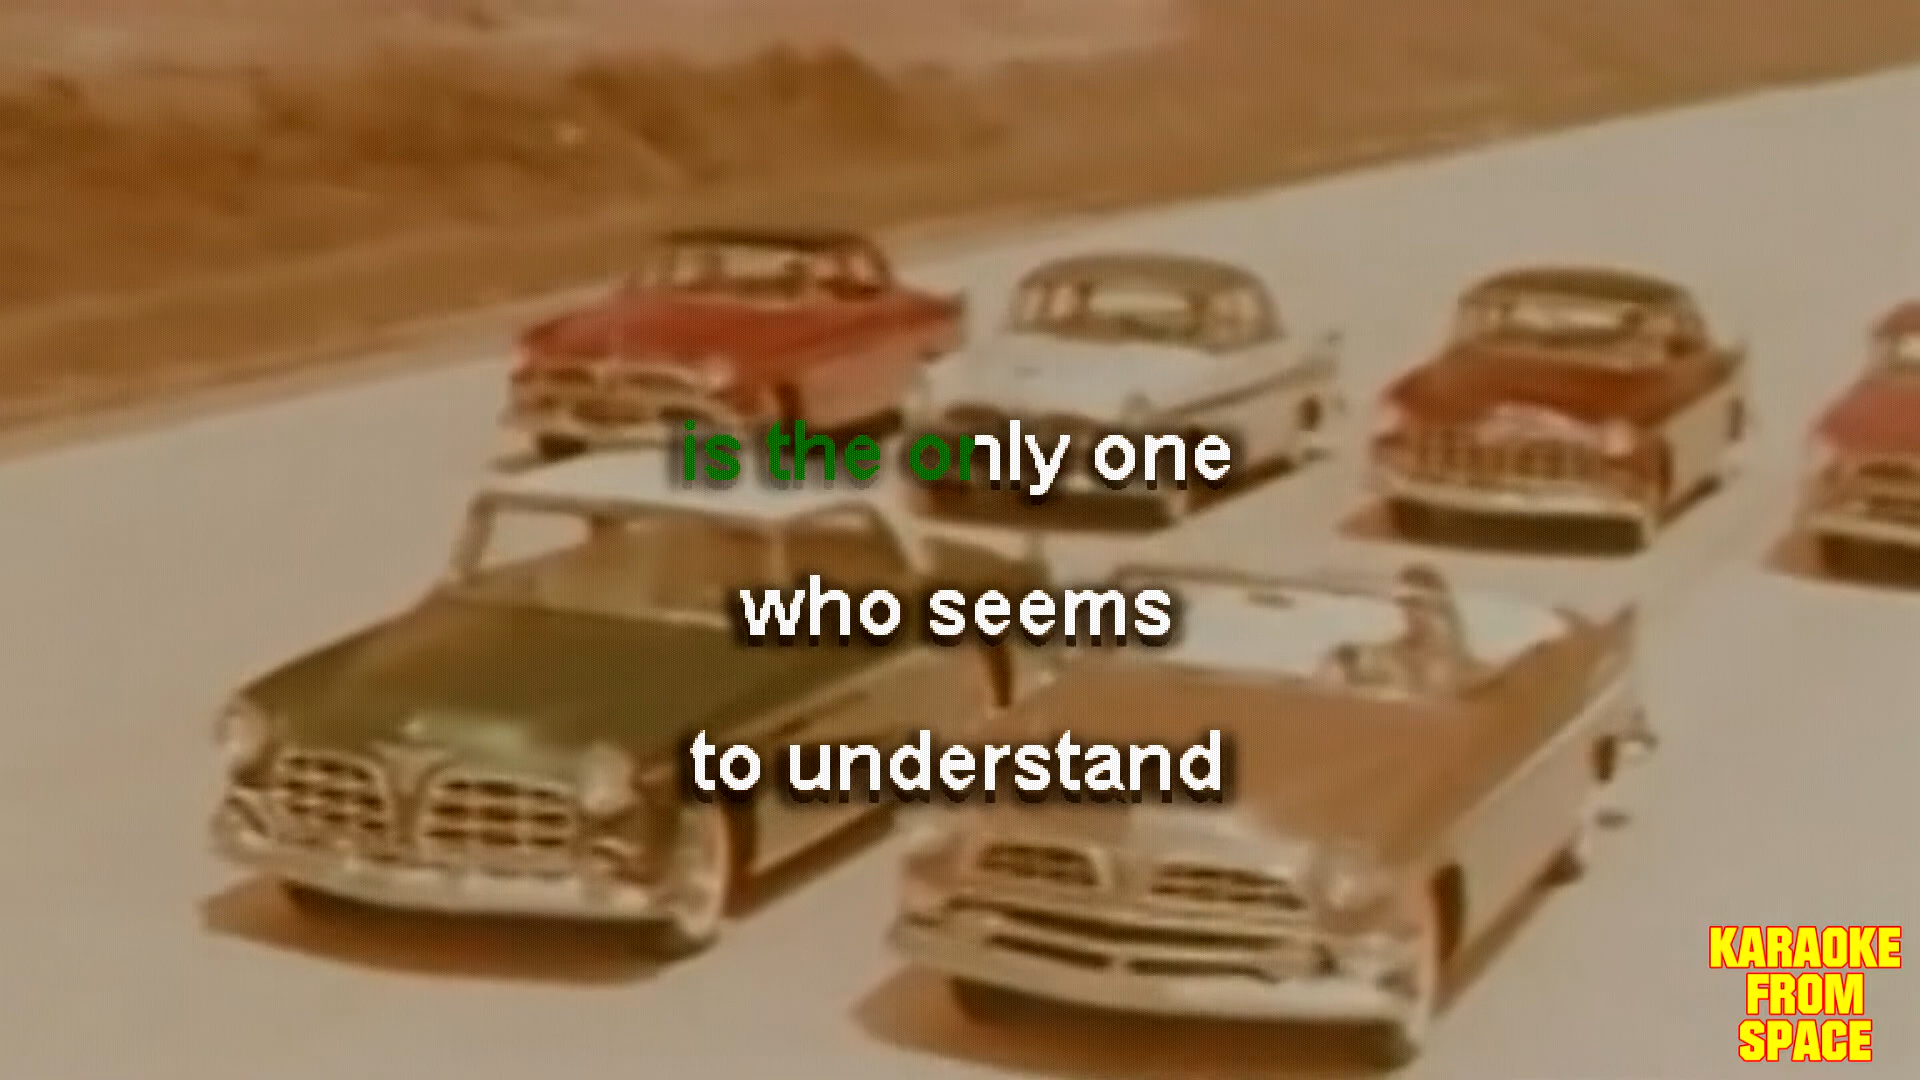 is the only one
who seems
to understand
KARAOKE
FROM
SPACE